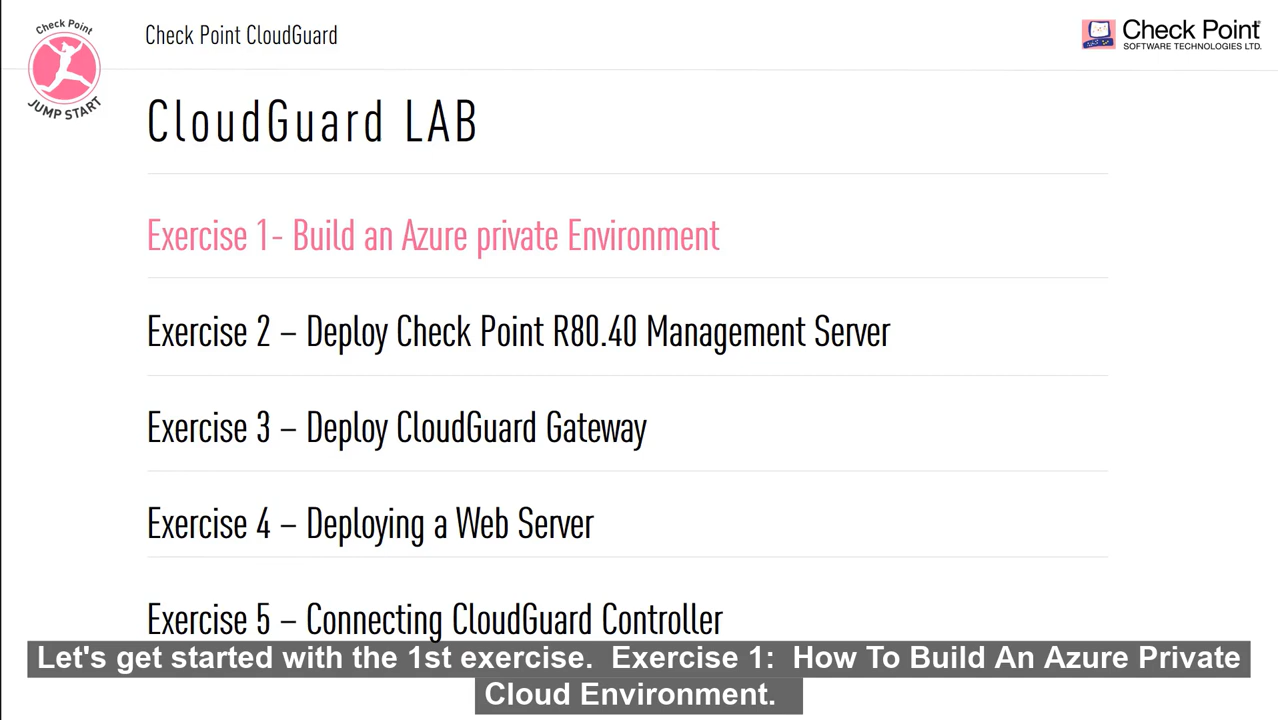 Check Point
JUMP START
Check Point CloudGuard
Check Point
SOFTWARE TECHNOLOGIES LTD.
CloudGuard LAB
Exercise 1- Build an Azure private Environment
Exercise 2 – Deploy Check Point R80.40 Management Server
Exercise 3 – Deploy CloudGuard Gateway
Exercise 4 – Deploying a Web Server
Exercise 5 – Connecting CloudGuard Controller
Let's get started with the 1st exercise.  Exercise 1:  How To Build An Azure Private
Cloud Environment.